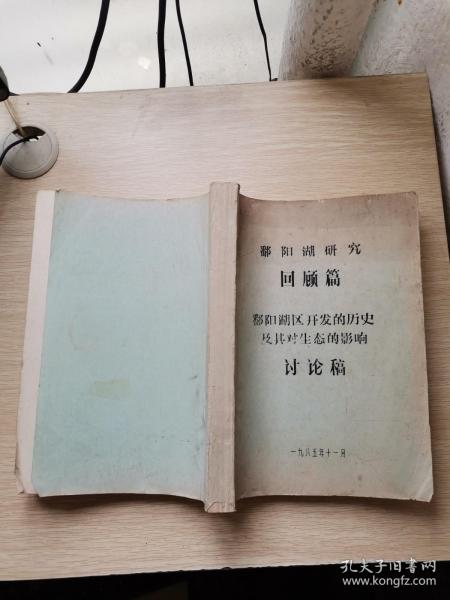 鄱阳湖研究
回顾篇
鄱阳湖区开发的历史
及其对生态的影响
讨论稿
一九八五年十一月
孔夫子旧书网
www.kongfz.com